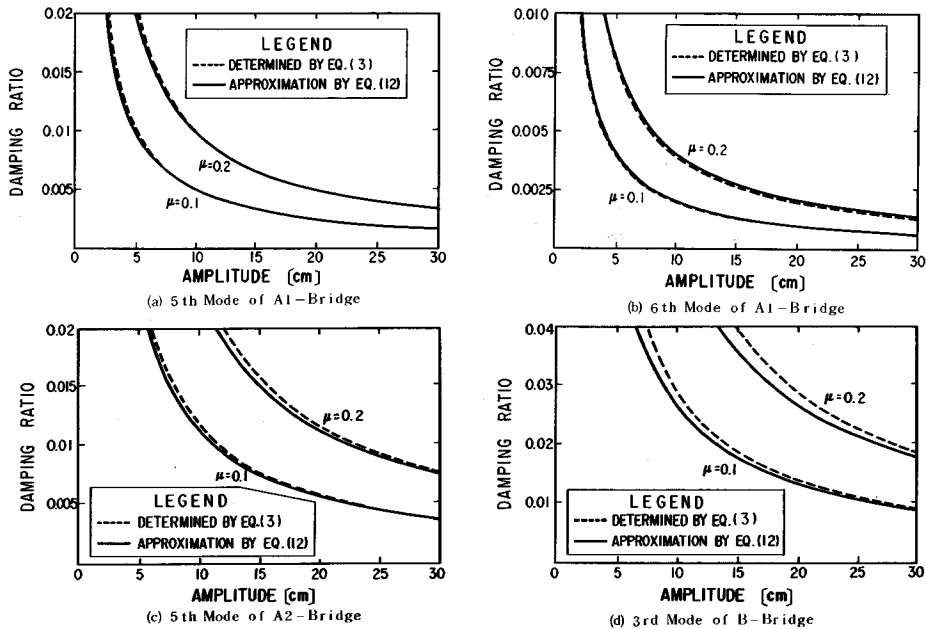 0.02
0.015
0.010
0.005
DAMPING RATIO
LEGEND
DETERMINED BY EQ.(3)
APPROXIMATION BY EQ.(12)
μ=0.2
μ=0.1
0 5 10 15 20 25 30
AMPLITUDE [cm]
(a) 5th Mode of A1-Bridge
0.010
0.0075
0.005
0.0025
0
DAMPING RATIO
LEGEND
DETERMINED BY EQ.(3)
APPROXIMATION BY EQ.(12)
μ=0.2
μ=0.1
0 5 10 15 20 25 30
AMPLITUDE [cm]
(b) 6th Mode of A1-Bridge
0.02
0.015
0.01
0.005
DAMPING RATIO
μ=0.2
μ=0.1
LEGEND
DETERMINED BY EQ.(3)
APPROXIMATION BY EQ.(12)
0 5 10 15 20 25 30
AMPLITUDE [cm]
(c) 5th Mode of A2-Bridge
0.04
0.03
0.02
0.01
DAMPING RATIO
μ=0.2
μ=0.1
LEGEND
DETERMINED BY EQ.(3)
APPROXIMATION BY EQ.(12)
0 5 10 15 20 25 30
AMPLITUDE [cm]
(d) 3rd Mode of B-Bridge